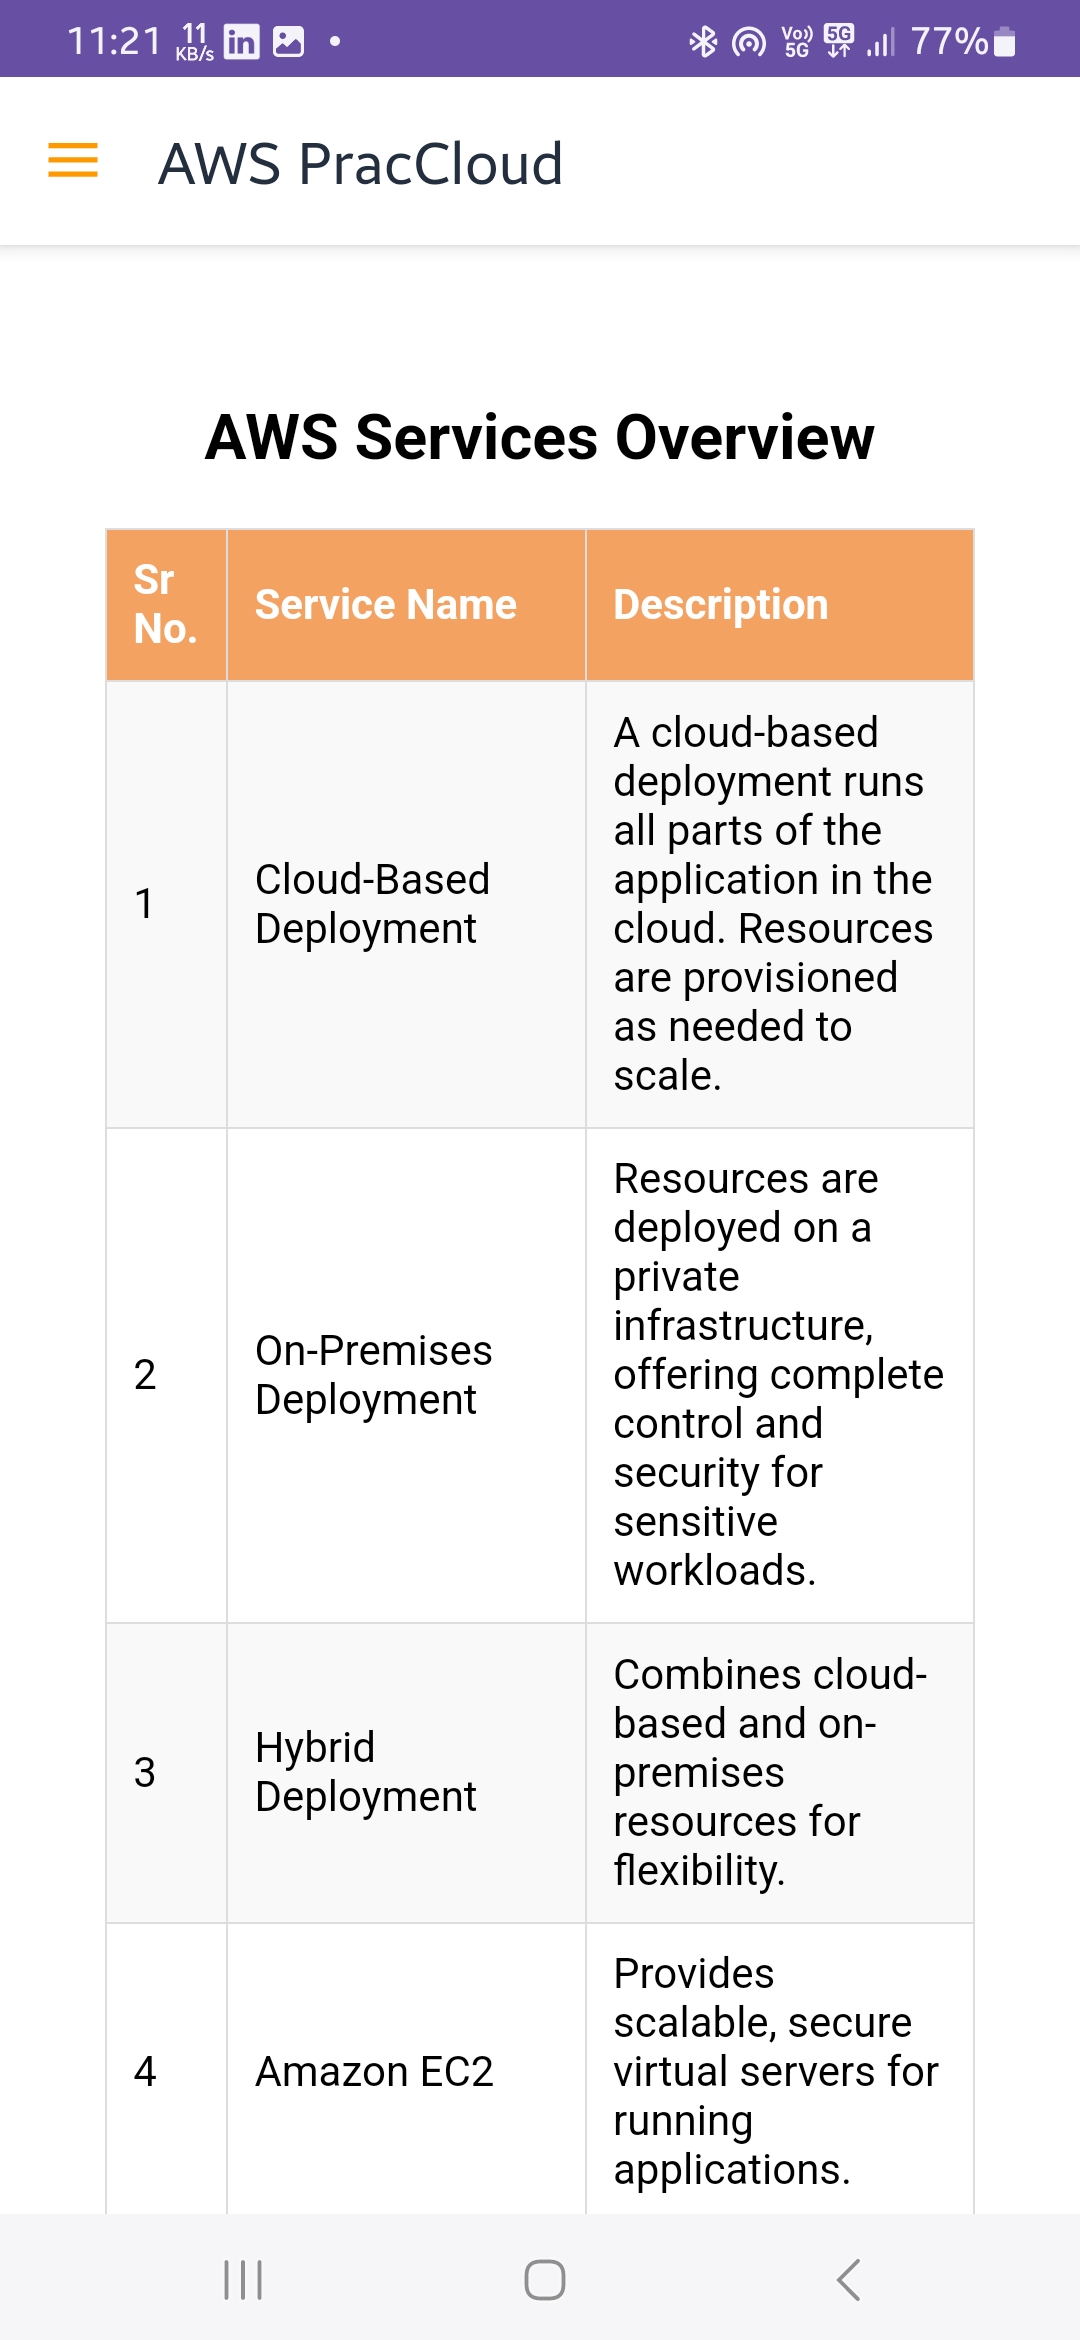 11:21 11 KB/s in Vo)) 5G 5G 77%
AWS PracCloud
AWS Services Overview
Sr No. Service Name Description
1
Cloud-Based
Deployment
A cloud-based
deployment runs
all parts of the
application in the
cloud. Resources
are provisioned
as needed to
scale.
2
On-Premises
Deployment
Resources are
deployed on a
private
infrastructure,
offering complete
control and
security for
sensitive
workloads.
3
Hybrid
Deployment
Combines cloud-
based and on-
premises
resources for
flexibility.
4
Amazon EC2
Provides
scalable, secure
virtual servers for
running
applications.